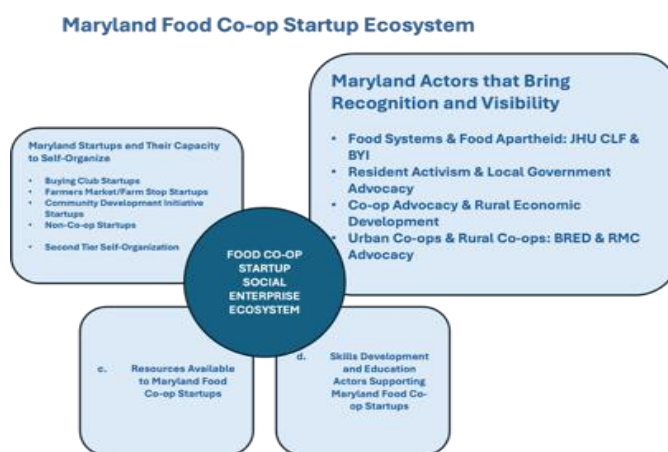 Maryland Food Co-op Startup Ecosystem
Maryland Startups and Their Capacity
to Self-Organize
• Buying Club Startups
• Farmers Market/Farm Stop Startups
• Community Development Initiative
Startups
• Non-Co-op Startups
• Second Tier Self-Organization
Maryland Actors that Bring
Recognition and Visibility
• Food Systems & Food Apartheid: JHU CLF &
BYI
• Resident Activism & Local Government
Advocacy
• Co-op Advocacy & Rural Economic
Development
• Urban Co-ops & Rural Co-ops: BRED & RMC
Advocacy
FOOD CO-OP
STARTUP
SOCIAL
ENTERPRISE
ECOSYSTEM
c. Resources Available
to Maryland Food
Co-op Startups
d. Skills Development
and Education
Actors Supporting
Maryland Food Co-
op Startups